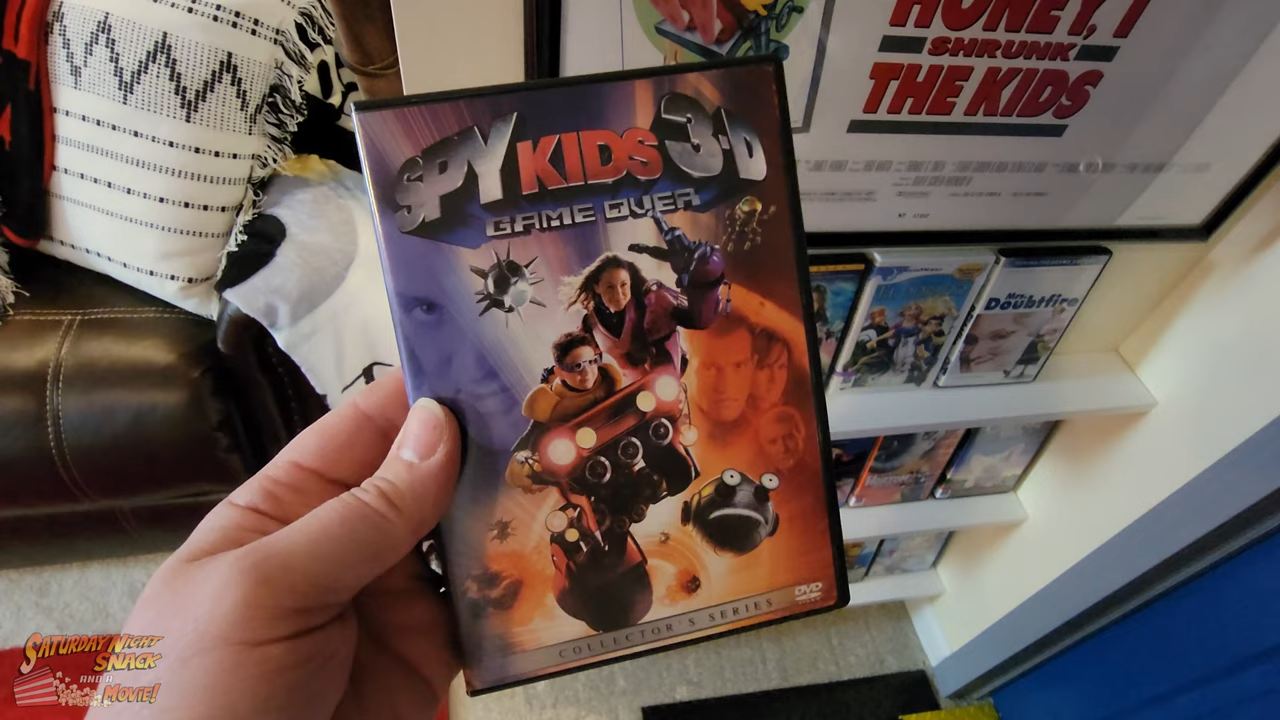 HONEY, I
SHRUNK
THE KIDS
SPY KIDS 3-D
GAME OVER
Mrs.
Doubtfire
COLLECTOR'S SERIES
DVD
VIDEO
SATURDAY NIGHT
SNACK
AND A
MOVIE!